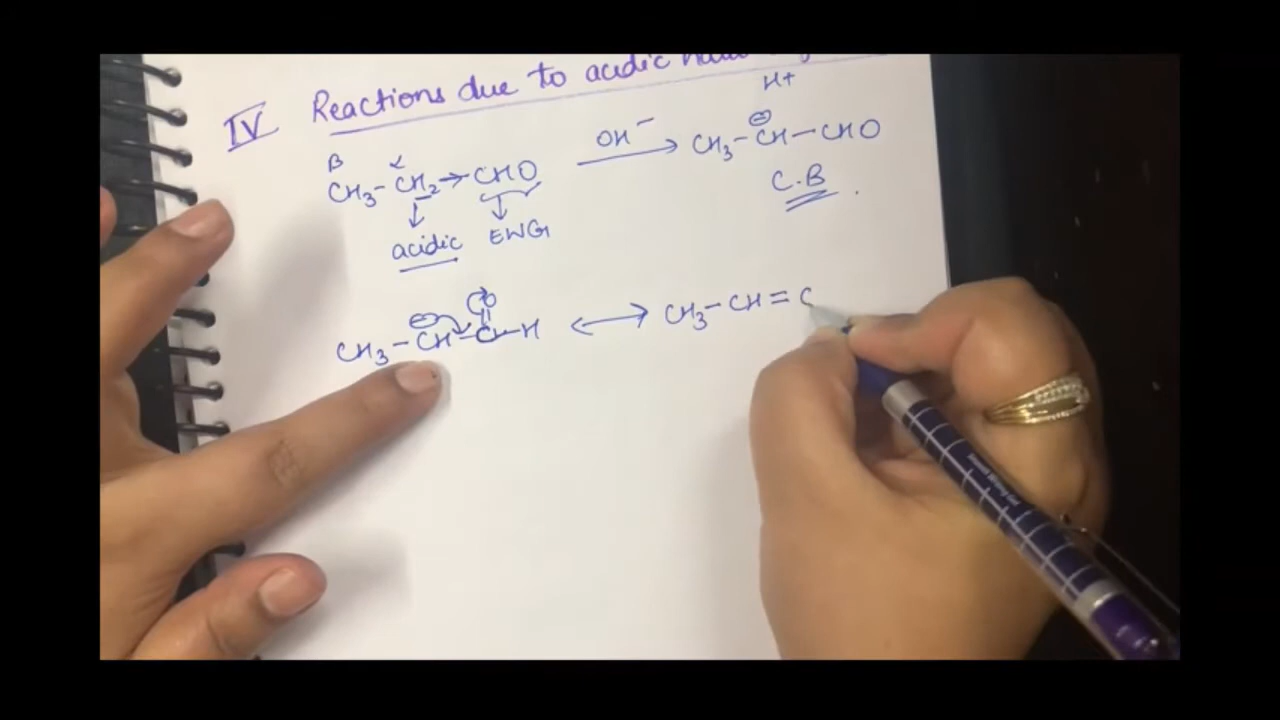 IV Reactions due to acidic
H+
β α
CH3-CH2→CHO OH⁻ → CH3-CH-CHO
⊖
↓ ↓ C.B
acidic EWG
⊖ O
CH3-CH-C-H ↔ CH3-CH=C